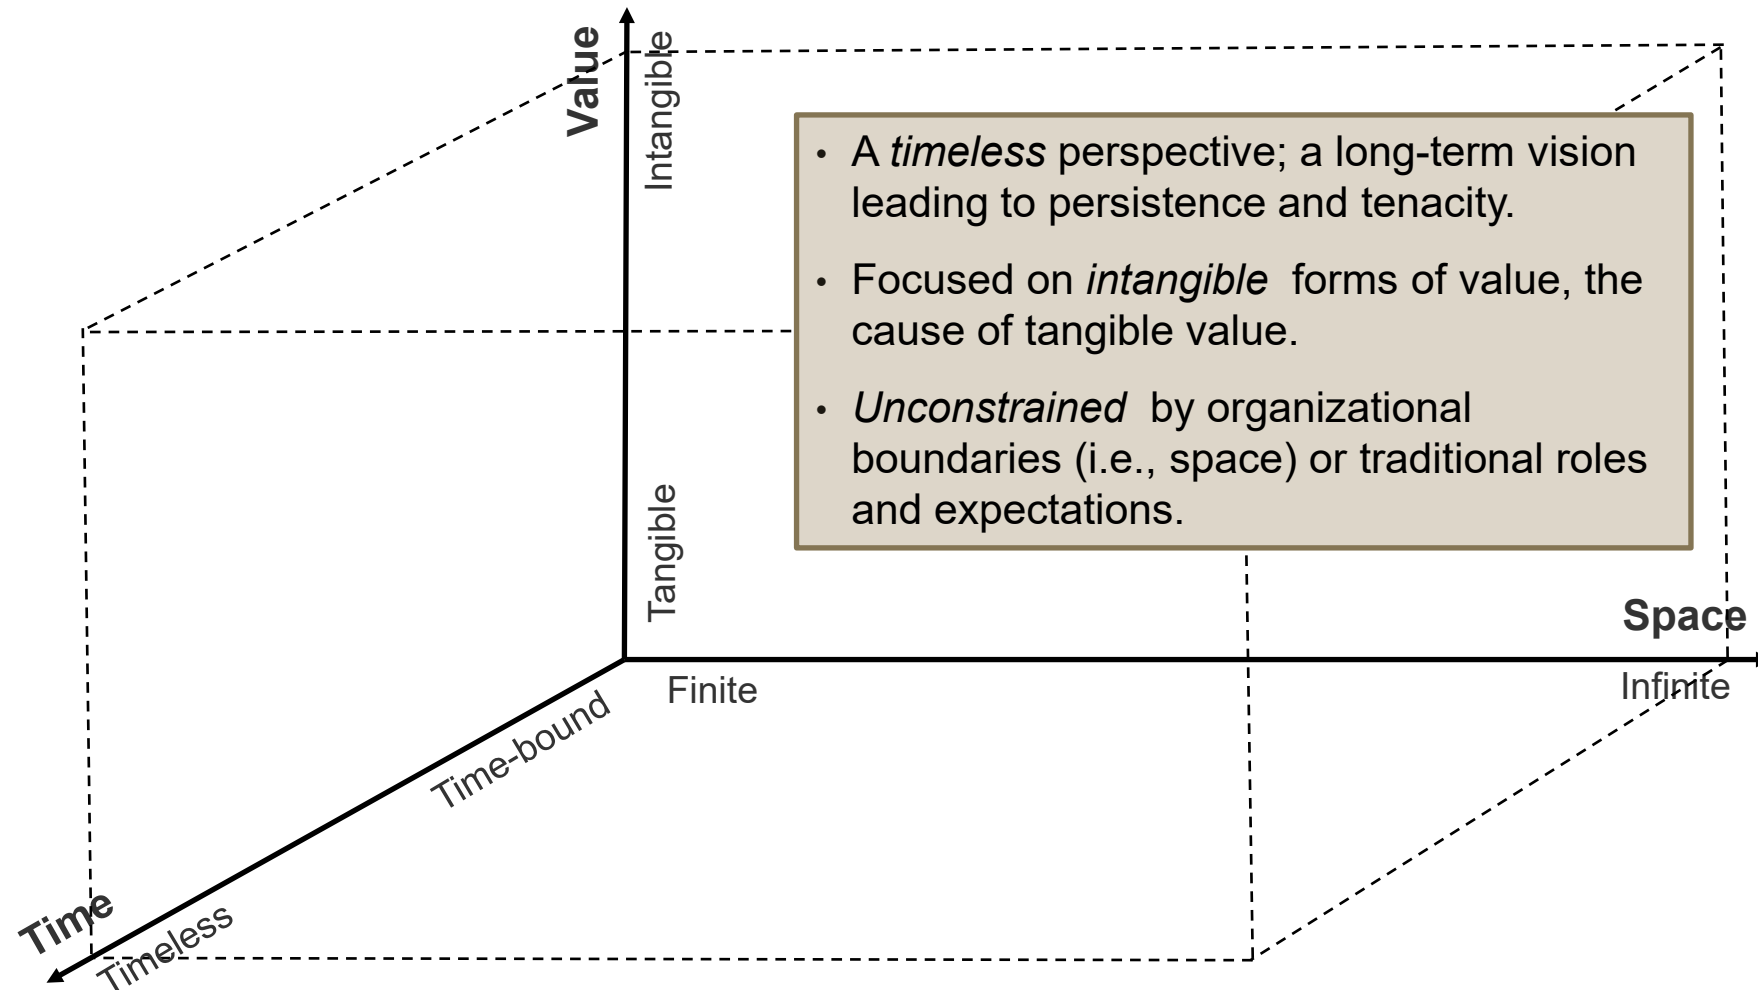 Value
Intangible
• A timeless perspective; a long-term vision
leading to persistence and tenacity.
• Focused on intangible forms of value, the
cause of tangible value.
• Unconstrained by organizational
boundaries (i.e., space) or traditional roles
and expectations.
Tangible
Space
Finite
Infinite
Time-bound
Time
Timeless